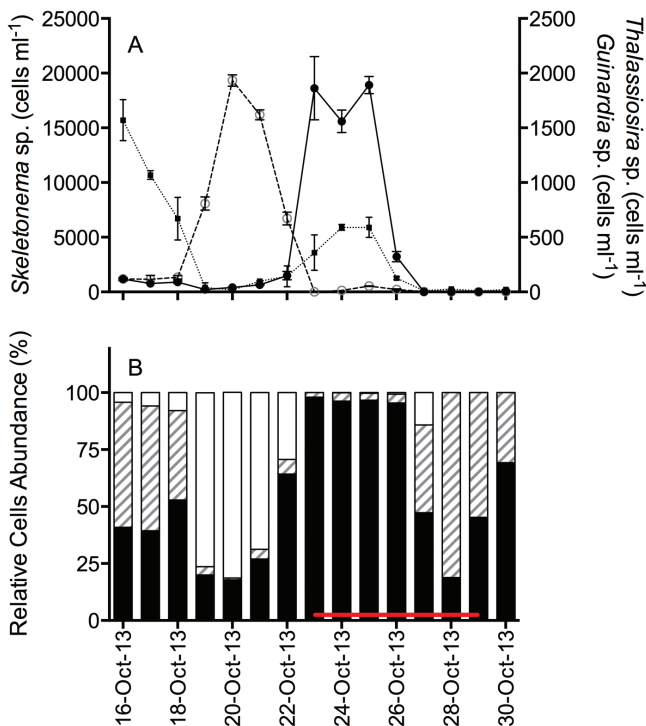 A
25000
20000
15000
10000
5000
0
Skeletonema sp. (cells ml-1)
2500
2000
1500
1000
500
0
Thalassiosira sp. (cells ml-1)
Guinardia sp. (cells ml-1)
B
100
75
50
25
0
Relative Cells Abundance (%)
16-Oct-13
18-Oct-13
20-Oct-13
22-Oct-13
24-Oct-13
26-Oct-13
28-Oct-13
30-Oct-13